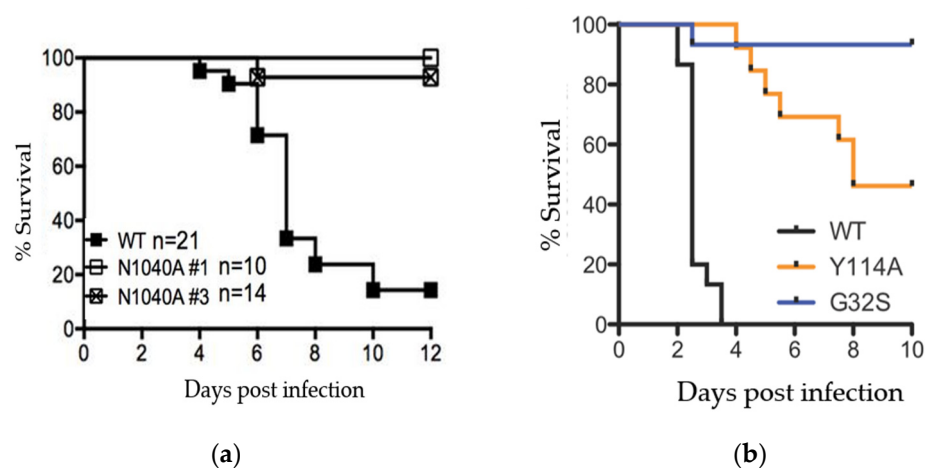 100
80
60
40
20
0
% Survival
WT n=21
N1040A #1 n=10
N1040A #3 n=14
0 2 4 6 8 10 12
Days post infection
(a)
100
80
60
40
20
0
% Survival
WT
Y114A
G32S
0 2 4 6 8 10
Days post infection
(b)